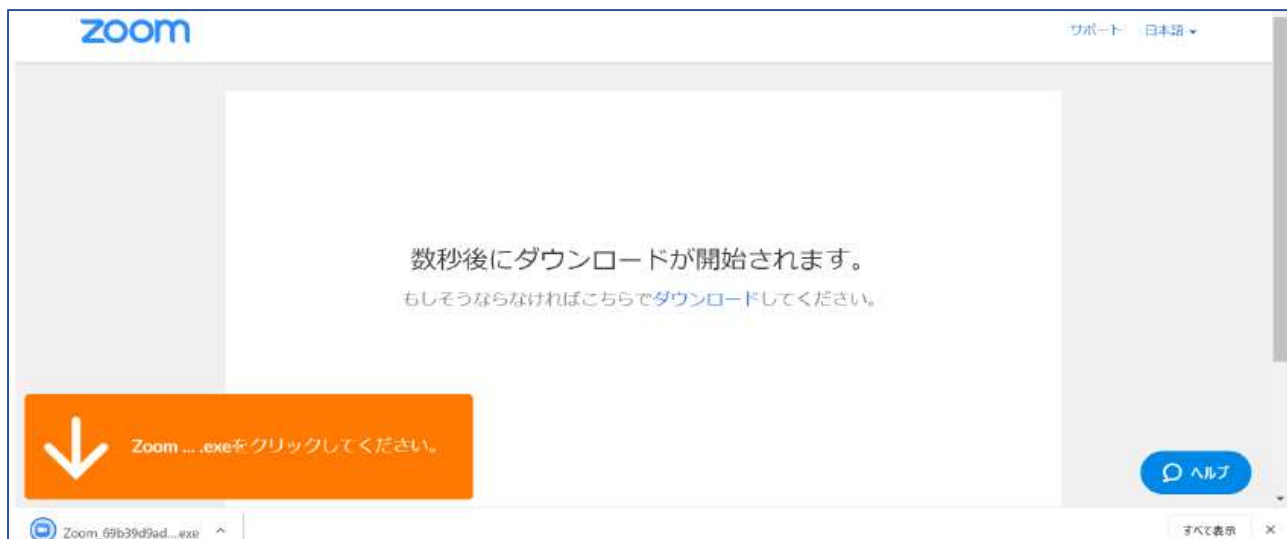 zoom
サポート 日本語
数秒後にダウンロードが開始されます。
もしそうならなければこちらでダウンロードしてください。
Zoom ... .exeをクリックしてください。
ヘルプ
Zoom_69b39d9ad....exe
すべて表示